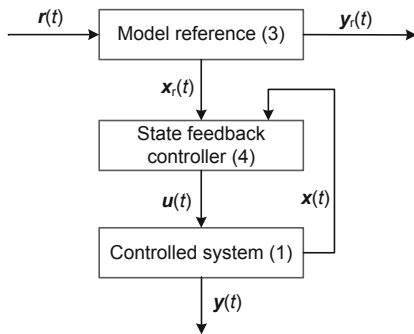 r(t)
Model reference (3)
yr(t)
xr(t)
State feedback
controller (4)
u(t)
x(t)
Controlled system (1)
y(t)